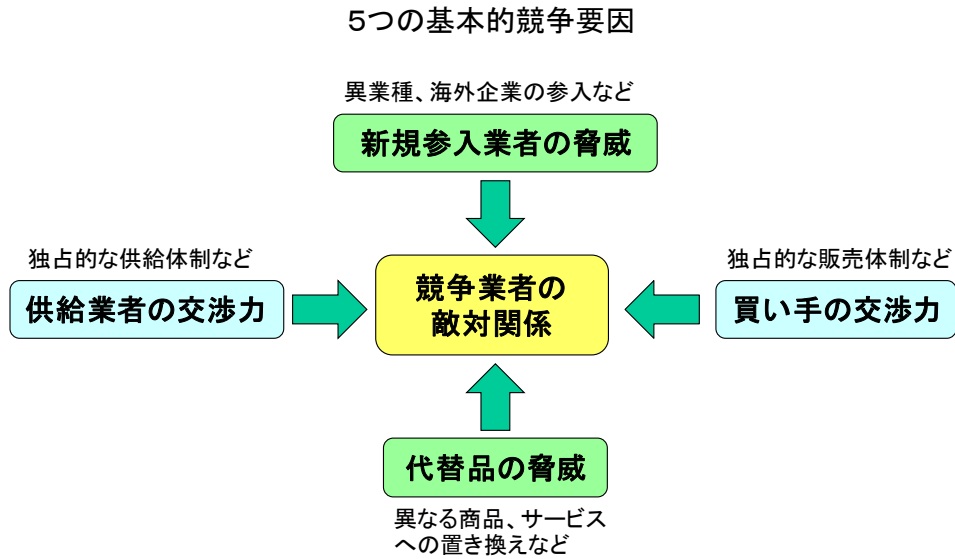 5つの基本的競争要因
異業種、海外企業の参入など
新規参入業者の脅威
独占的な供給体制など
供給業者の交渉力
競争業者の
敵対関係
独占的な販売体制など
買い手の交渉力
代替品の脅威
異なる商品、サービス
への置き換えなど